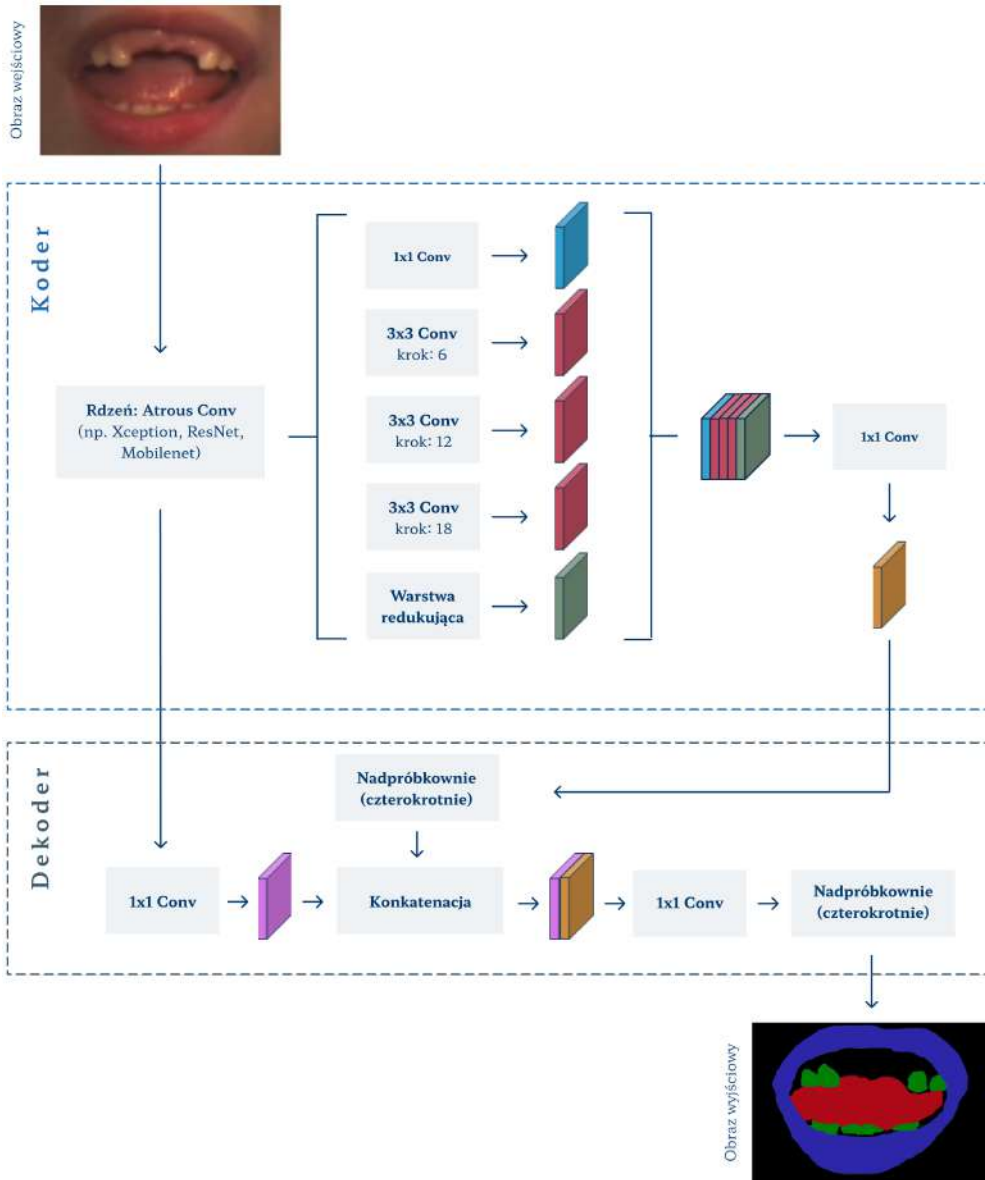 Obraz wejściowy
Koder
1x1 Conv
3x3 Conv
krok: 6
Rdzeń: Atrous Conv
(np. Xception, ResNet,
Mobilenet)
3x3 Conv
krok: 12
1x1 Conv
3x3 Conv
krok: 18
Warstwa
redukująca
Dekoder
Nadpróbkownie
(czterokrotnie)
1x1 Conv
Konkatenacja
1x1 Conv
Nadpróbkownie
(czterokrotnie)
Obraz wyjściowy